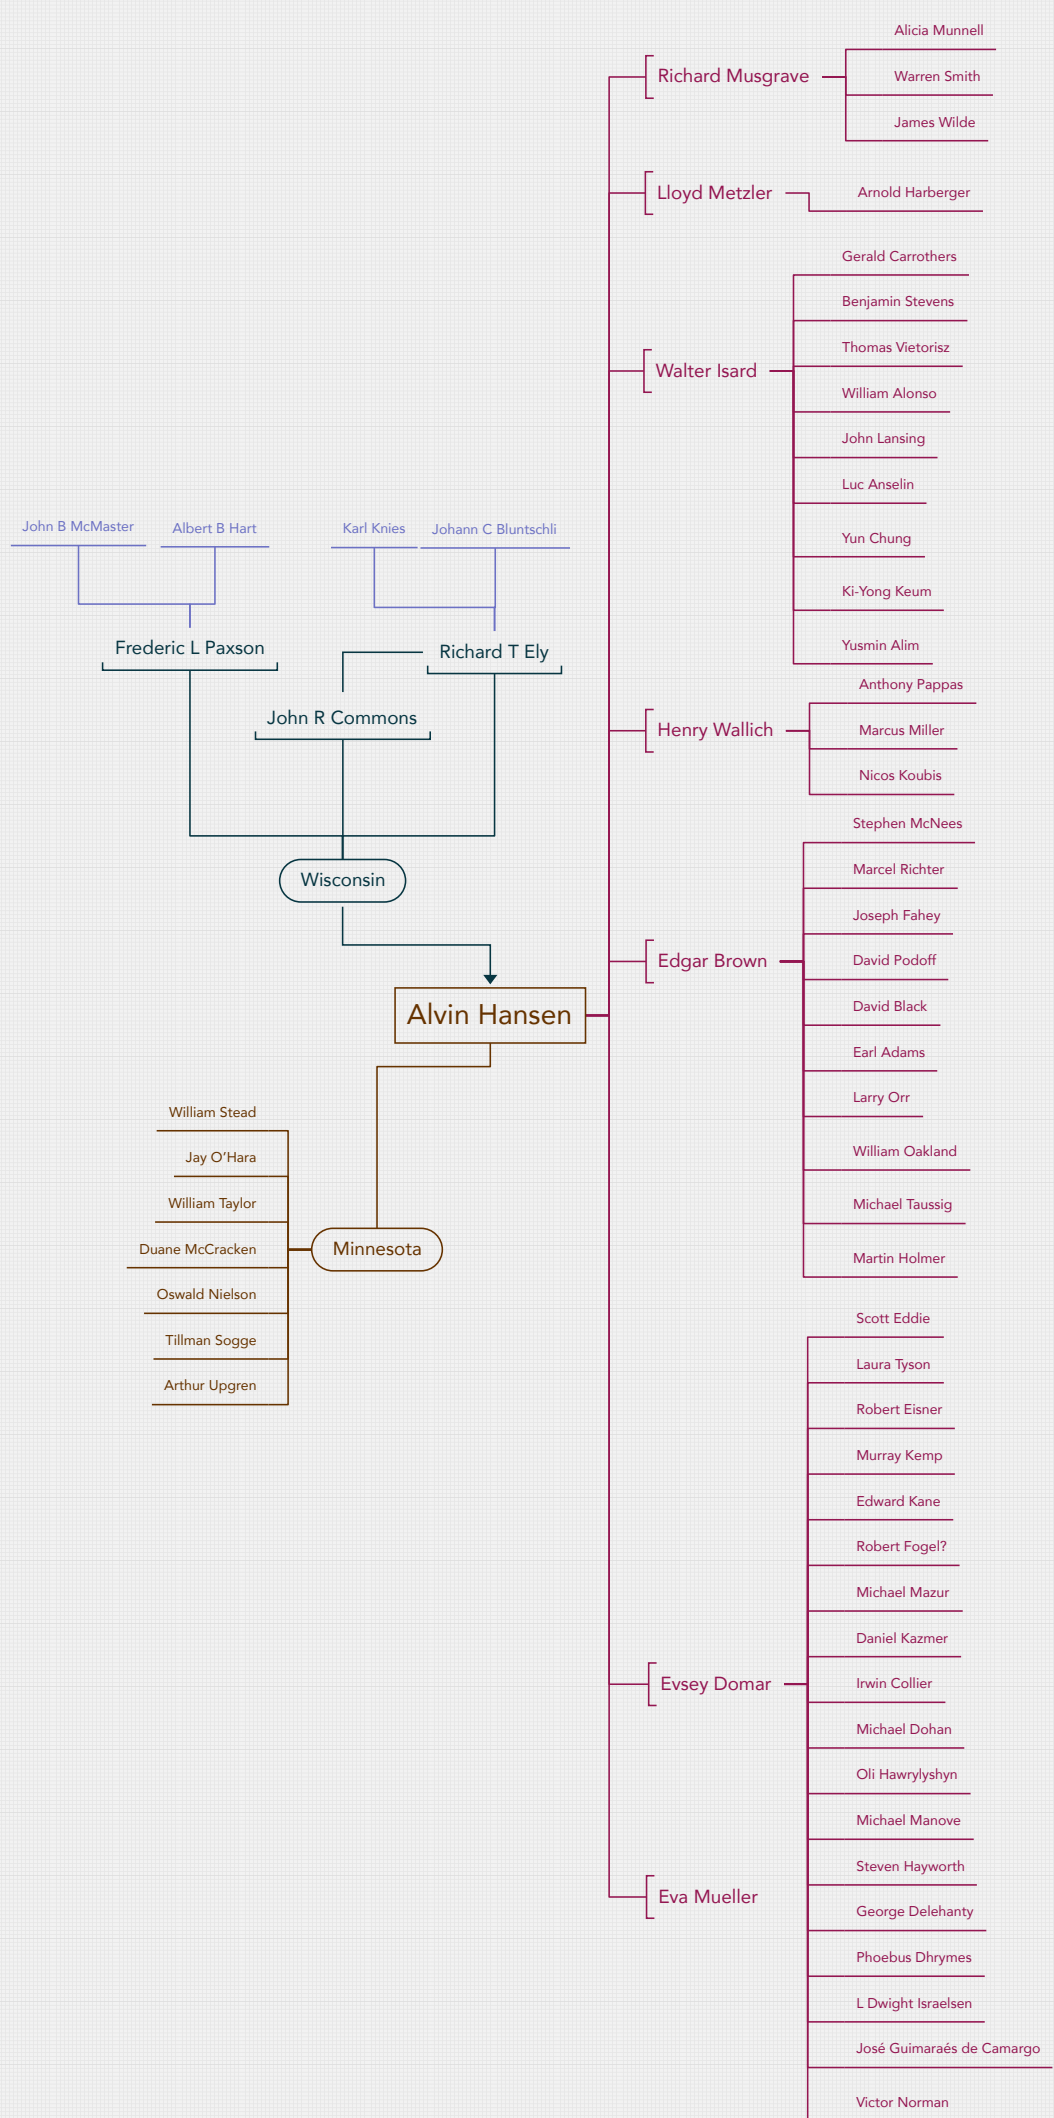 Alicia Munnell
Richard Musgrave
Warren Smith
James Wilde
Lloyd Metzler
Arnold Harberger
Gerald Carrothers
Benjamin Stevens
Thomas Vietorisz
Walter Isard
William Alonso
John Lansing
Luc Anselin
Yun Chung
Ki-Yong Keum
Yusmin Alim
John B McMaster
Albert B Hart
Karl Knies
Johann C Bluntschli
Frederic L Paxson
Richard T Ely
John R Commons
Wisconsin
Anthony Pappas
Henry Wallich
Marcus Miller
Nicos Koubis
Stephen McNees
Marcel Richter
Joseph Fahey
Edgar Brown
David Podoff
David Black
Earl Adams
Larry Orr
William Oakland
Michael Taussig
Martin Holmer
Alvin Hansen
William Stead
Jay O’Hara
William Taylor
Duane McCracken
Minnesota
Oswald Nielson
Tillman Sogge
Arthur Upgren
Scott Eddie
Laura Tyson
Robert Eisner
Murray Kemp
Edward Kane
Robert Fogel?
Michael Mazur
Daniel Kazmer
Evsey Domar
Irwin Collier
Michael Dohan
Oli Hawrylyshyn
Michael Manove
Steven Hayworth
Eva Mueller
George Delehanty
Phoebus Dhrymes
L Dwight Israelsen
José Guimaraés de Camargo
Victor Norman